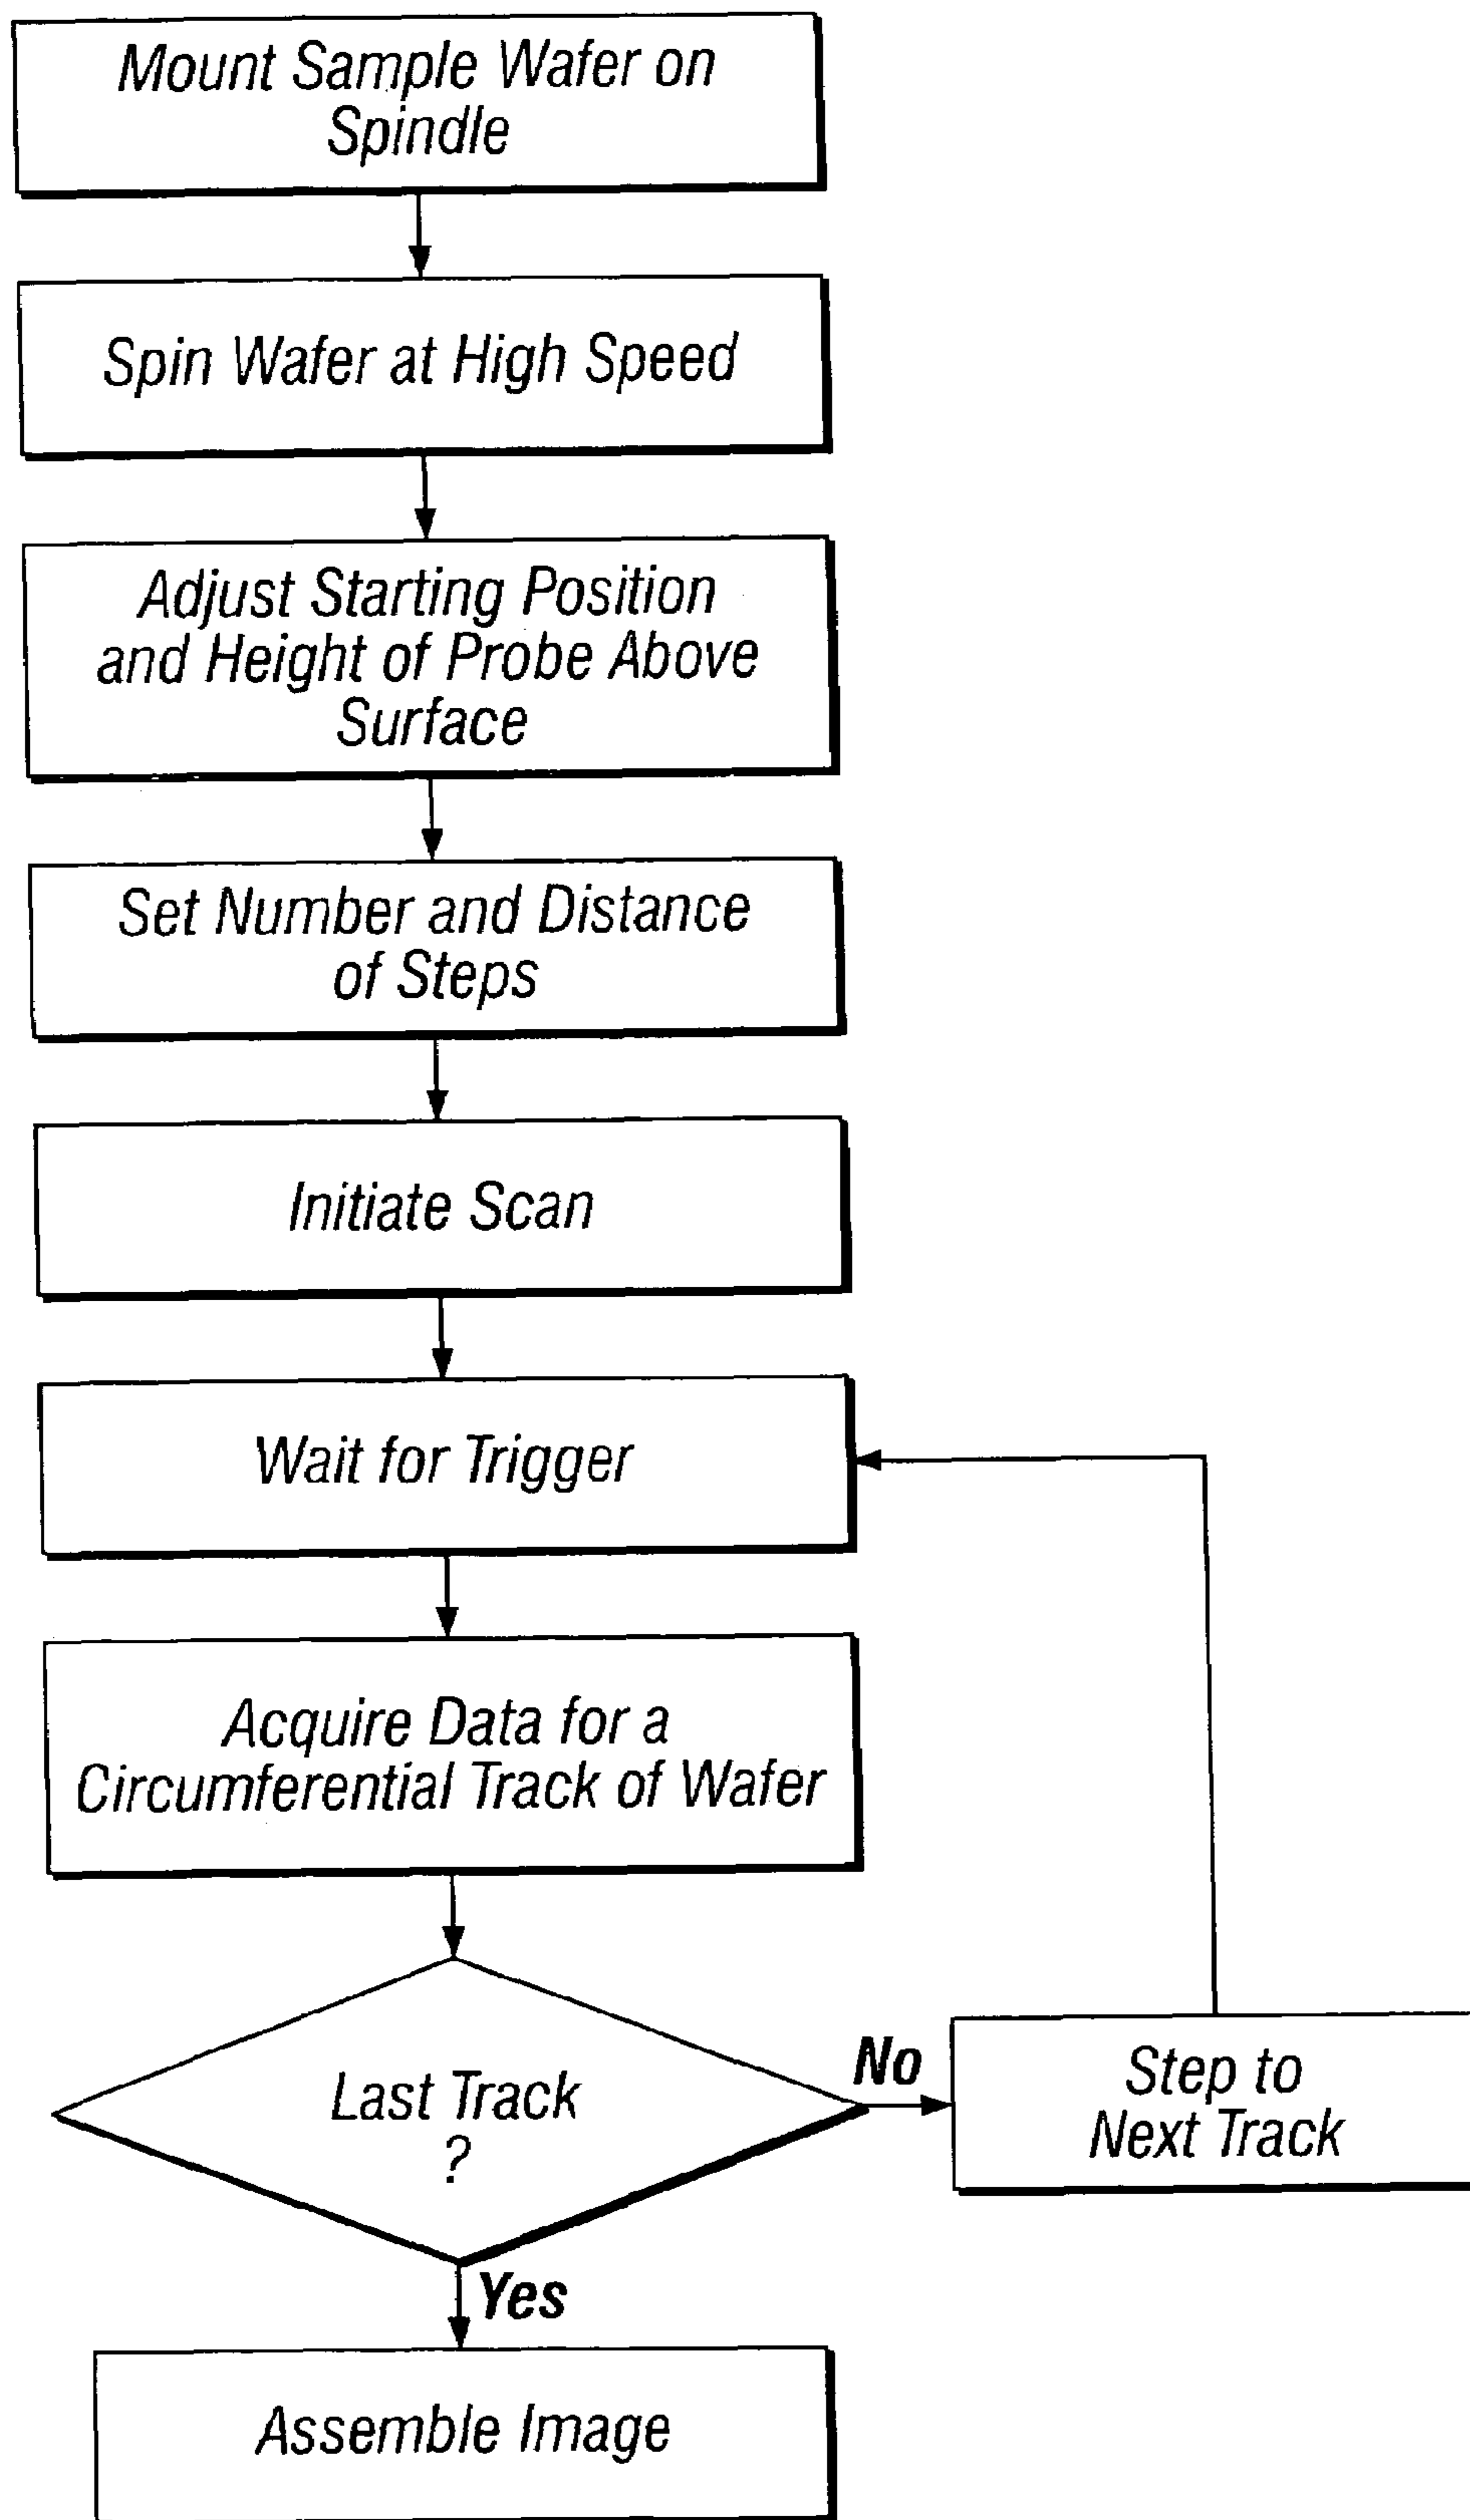 Mount Sample Wafer on
Spindle
Spin Wafer at High Speed
Adjust Starting Position
and Height of Probe Above
Surface
Set Number and Distance
of Steps
Initiate Scan
Wait for Trigger
Acquire Data for a
Circumferential Track of Wafer
Last Track
?
No
Step to
Next Track
Yes
Assemble Image